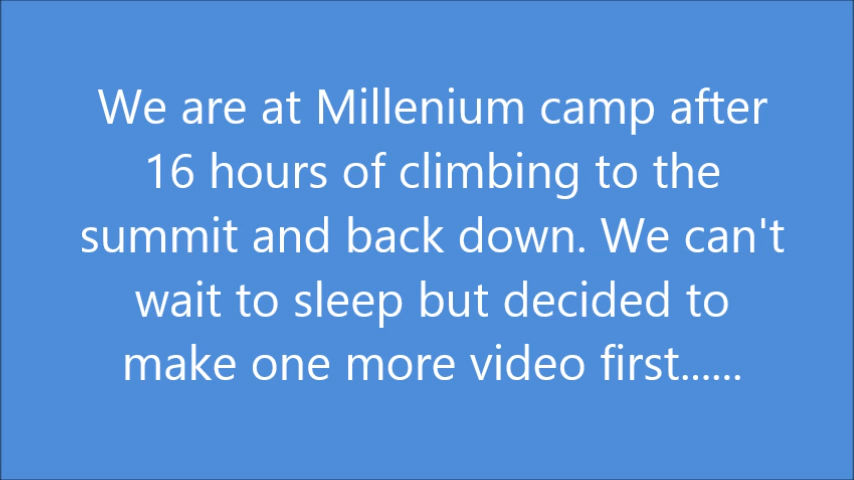 We are at Millenium camp after
16 hours of climbing to the
summit and back down. We can't
wait to sleep but decided to
make one more video first......